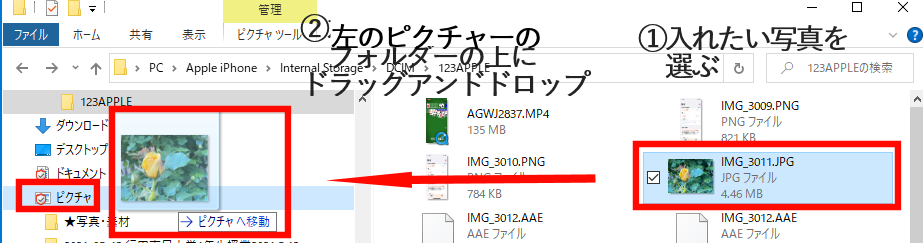 管理
ファイル ホーム 共有 表示 ピクチャ ツール
②左のピクチャーの
フォルダーの上に
ドラッグアンドドロップ
①入れたい写真を
選ぶ
PC Apple iPhone Internal Storage DCIM 123APPLE
123APPLEの検索
123APPLE
ダウンロード
デスクトップ
ドキュメント
ピクチャ
★写真・素材
→ピクチャへ移動
AGWJ2837.MP4
135 MB
IMG_3009.PNG
PNG ファイル
821 KB
IMG_3010.PNG
PNG ファイル
784 KB
IMG_3011.JPG
JPG ファイル
4.46 MB
IMG_3012.AAE
AAE ファイル
IMG_3012.AAE
AAE ファイル